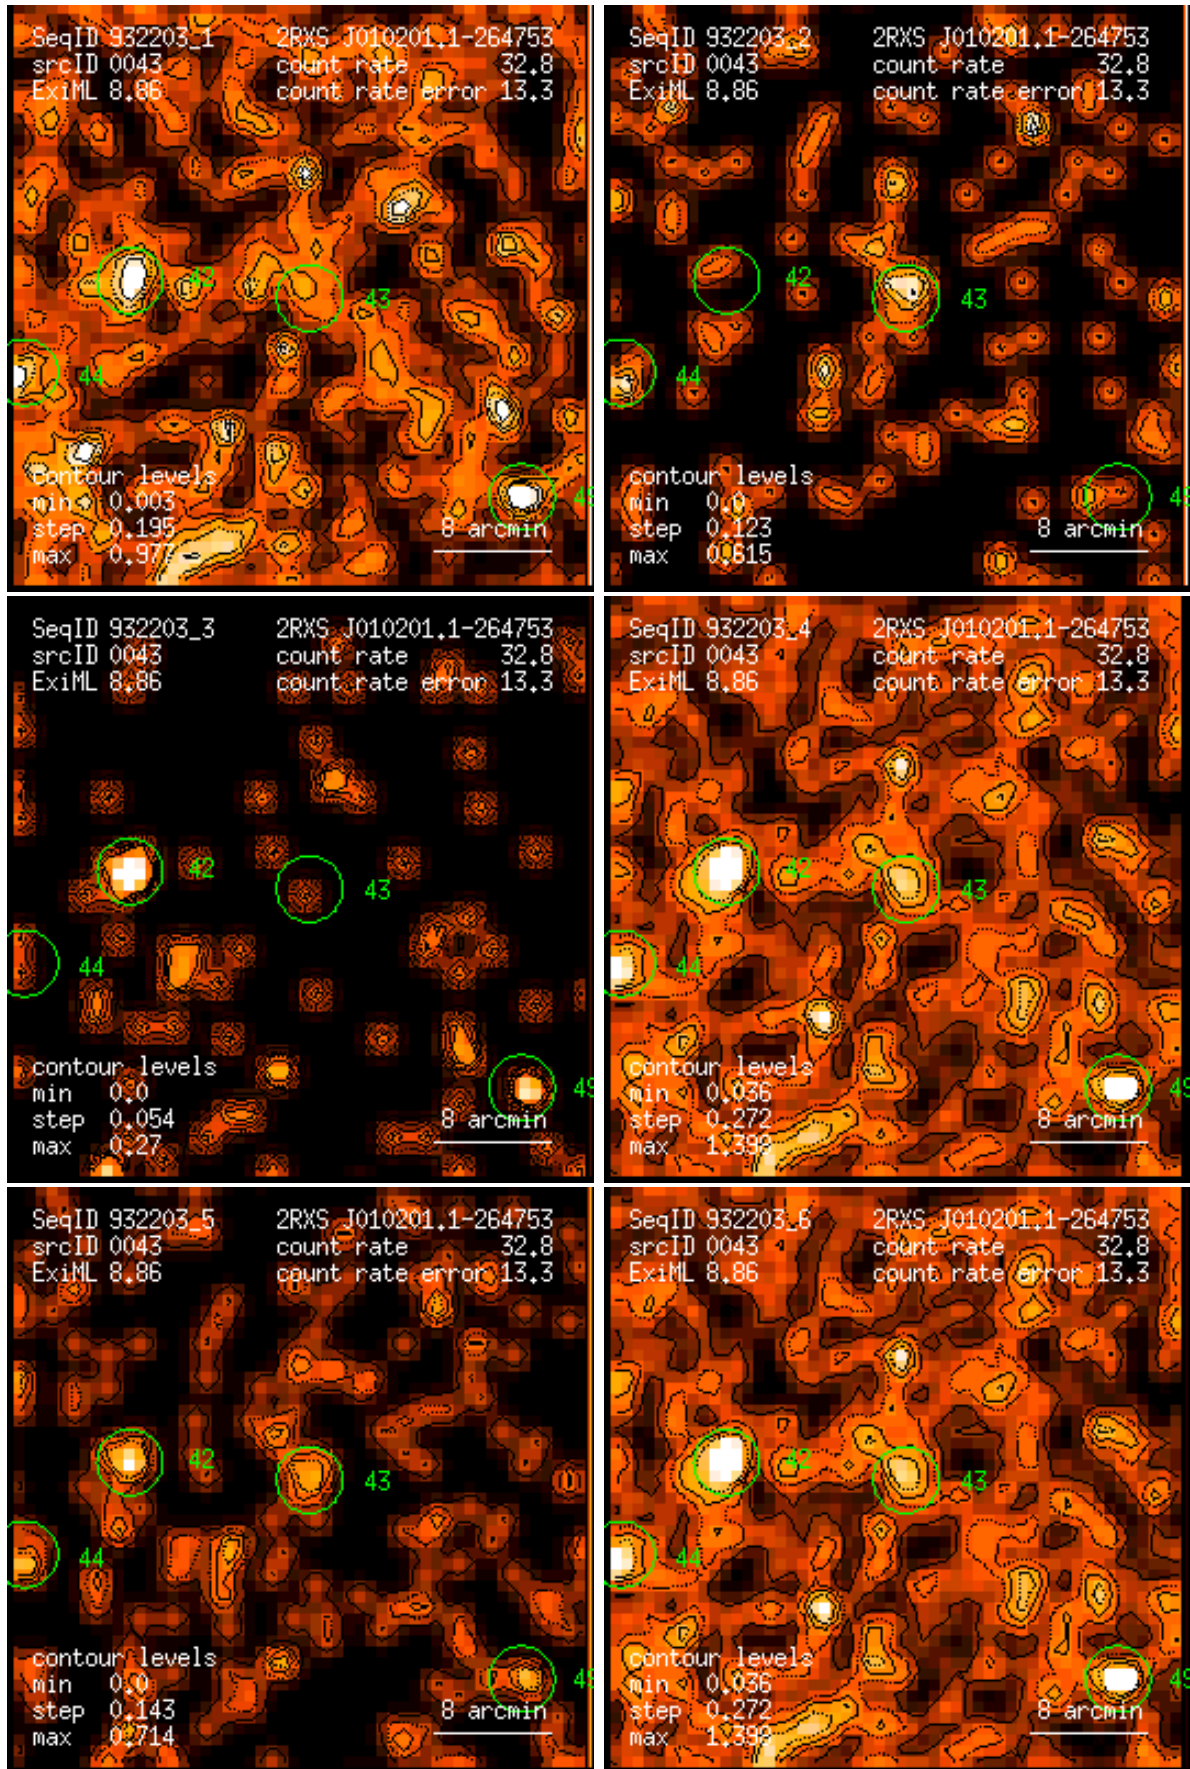 SeqID 932203_1 2RXS J010201.1-264753
srcID 0043 count rate 32.8
ExiML 8.86 count rate error 13.3
42
43
44
contour levels
min 0.003
49
step 0.195 8 arcmin
max 0.977
SeqID 932203_2 2RXS J010201.1-264753
srcID 0043 count rate 32.8
ExiML 8.86 count rate error 13.3
42
43
44
contour levels
min 0.0
49
step 0.123 8 arcmin
max 0.615
SeqID 932203_3 2RXS J010201.1-264753
srcID 0043 count rate 32.8
ExiML 8.86 count rate error 13.3
42
43
44
contour levels
min 0.0
49
step 0.054 8 arcmin
max 0.27
SeqID 932203_4 2RXS J010201.1-264753
srcID 0043 count rate 32.8
ExiML 8.86 count rate error 13.3
42
43
44
contour levels
min 0.036
49
step 0.272 8 arcmin
max 1.399
SeqID 932203_5 2RXS J010201.1-264753
srcID 0043 count rate 32.8
ExiML 8.86 count rate error 13.3
42
43
44
contour levels
min 0.0
49
step 0.143 8 arcmin
max 0.714
SeqID 932203_6 2RXS J010201.1-264753
srcID 0043 count rate 32.8
ExiML 8.86 count rate error 13.3
42
43
44
contour levels
min 0.036
49
step 0.272 8 arcmin
max 1.399